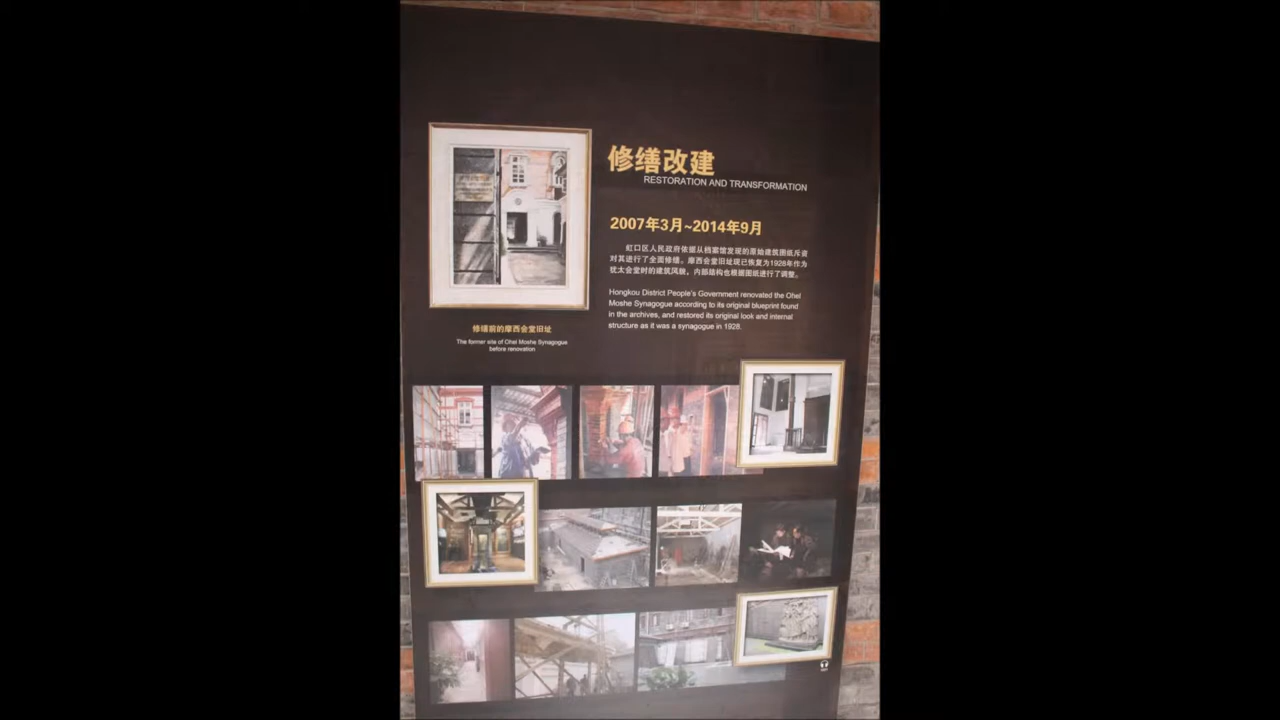 修缮改建
RESTORATION AND TRANSFORMATION
2007年3月~2014年9月
虹口区人民政府依据从档案馆发现的原始建筑图纸斥资
对其进行了全面修缮。摩西会堂旧址现已恢复为1928年作为
犹太会堂时的建筑风貌，内部结构也根据图纸进行了调整。
Hongkou District People's Government renovated the Ohel
Moshe Synagogue according to its original blueprint found
in the archives, and restored its original look and internal
structure as it was a synagogue in 1928.
修缮前的摩西会堂旧址
The former site of Ohel Moshe Synagogue
before renovation